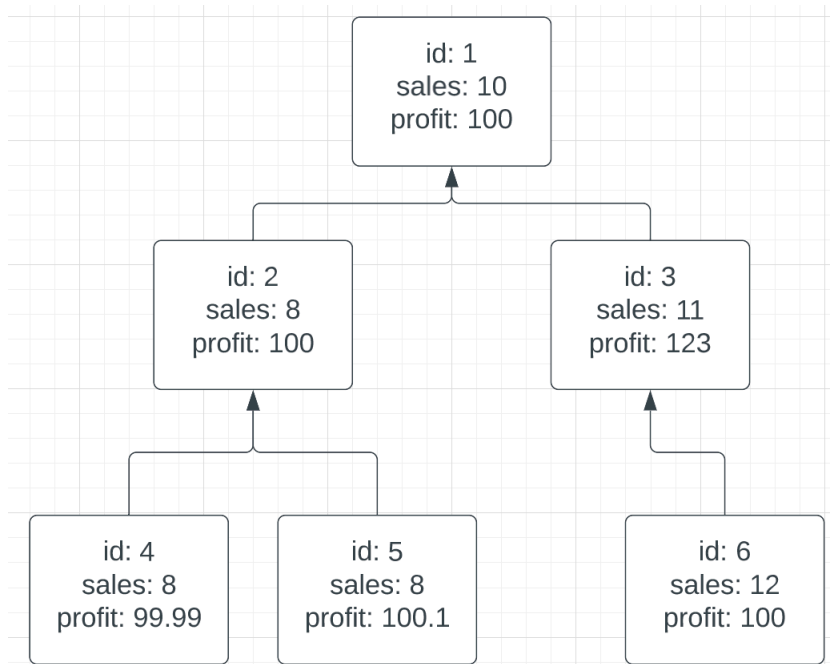 id: 1
sales: 10
profit: 100
id: 2
sales: 8
profit: 100
id: 3
sales: 11
profit: 123
id: 4
sales: 8
profit: 99.99
id: 5
sales: 8
profit: 100.1
id: 6
sales: 12
profit: 100